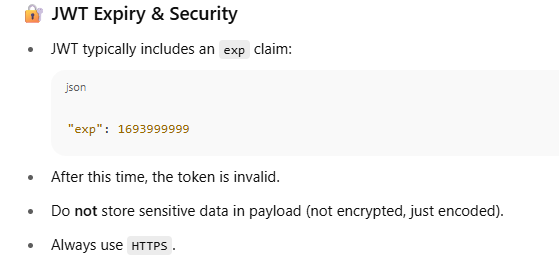 🔐 JWT Expiry & Security
• JWT typically includes an exp claim:
json
"exp": 1693999999
• After this time, the token is invalid.
• Do not store sensitive data in payload (not encrypted, just encoded).
• Always use HTTPS.